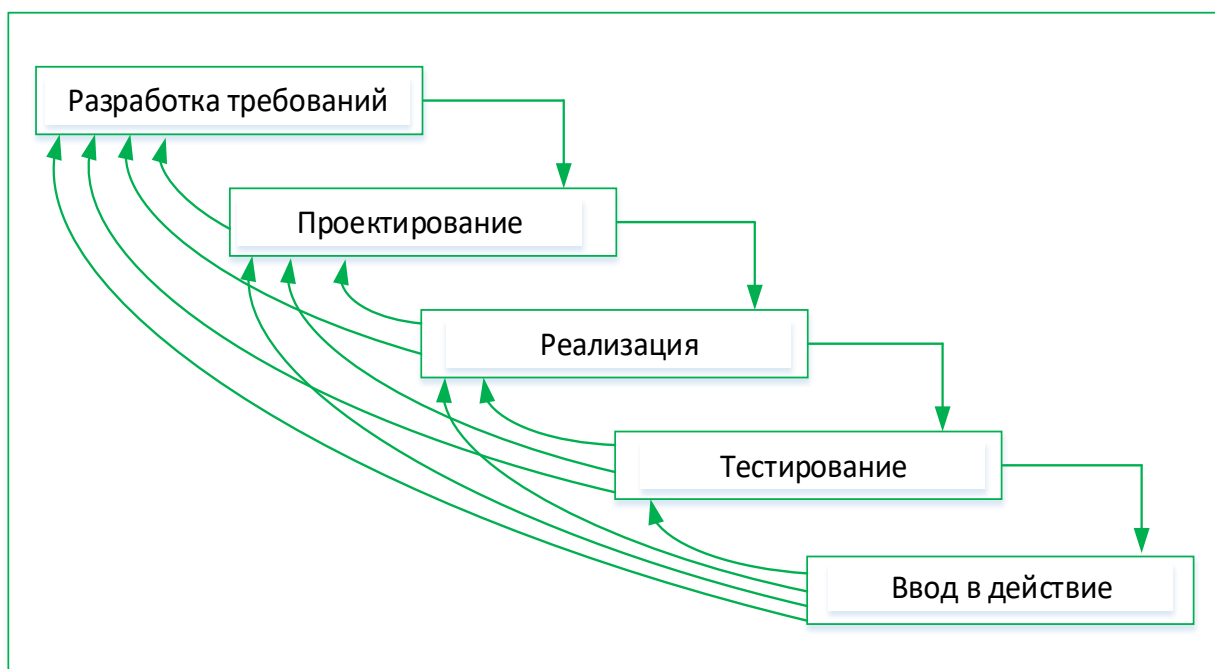 Разработка требований
Проектирование
Реализация
Тестирование
Ввод в действие